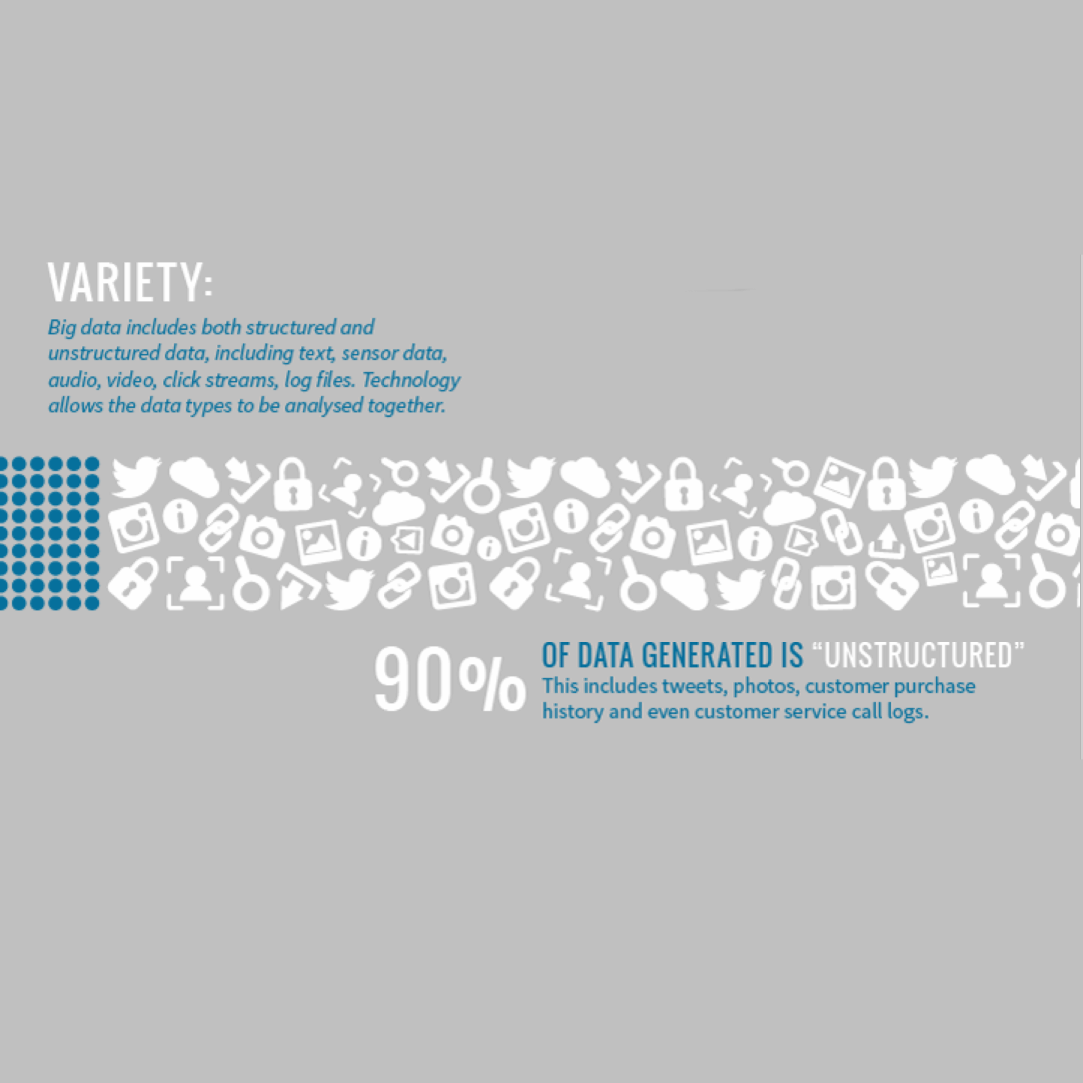 VARIETY:
Big data includes both structured and
unstructured data, including text, sensor data,
audio, video, click streams, log files. Technology
allows the data types to be analysed together.
90%
OF DATA GENERATED IS “UNSTRUCTURED”
This includes tweets, photos, customer purchase
history and even customer service call logs.